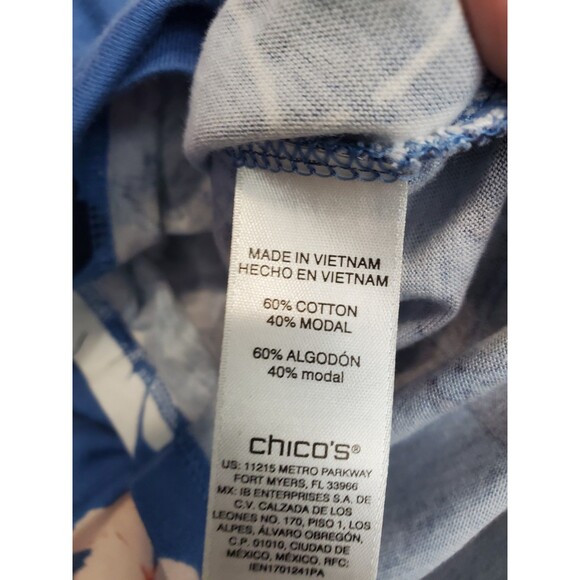 MADE IN VIETNAM
HECHO EN VIETNAM
60% COTTON
40% MODAL
60% ALGODÓN
40% modal
chico's®
US: 11215 METRO PARKWAY
FORT MYERS, FL 33966
MX: IB ENTERPRISES S.A. DE
C.V. CALZADA DE LOS
LEONES NO. 170, PISO 1, LOS
ALPES, ÁLVARO OBREGÓN,
C.P. 01010, CIUDAD DE
MÉXICO, MÉXICO, RFC:
IEN1701241PA